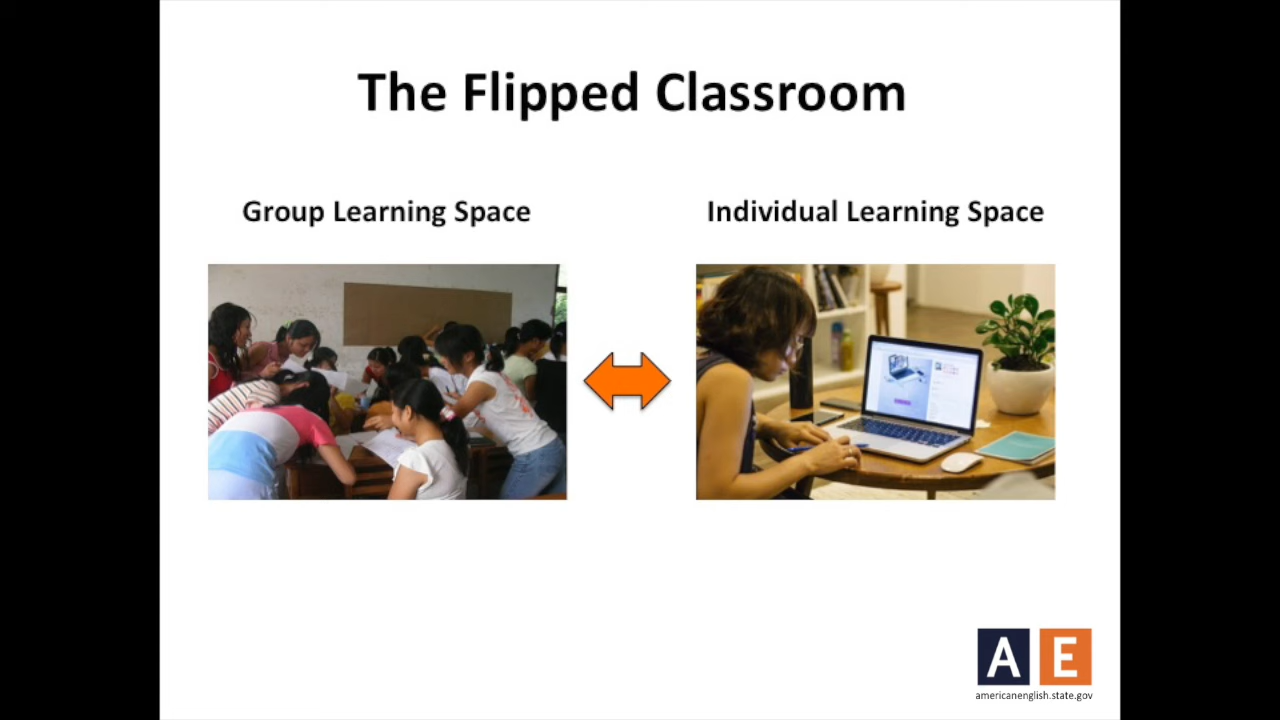 The Flipped Classroom
Group Learning Space
Individual Learning Space
A E
americanenglish.state.gov